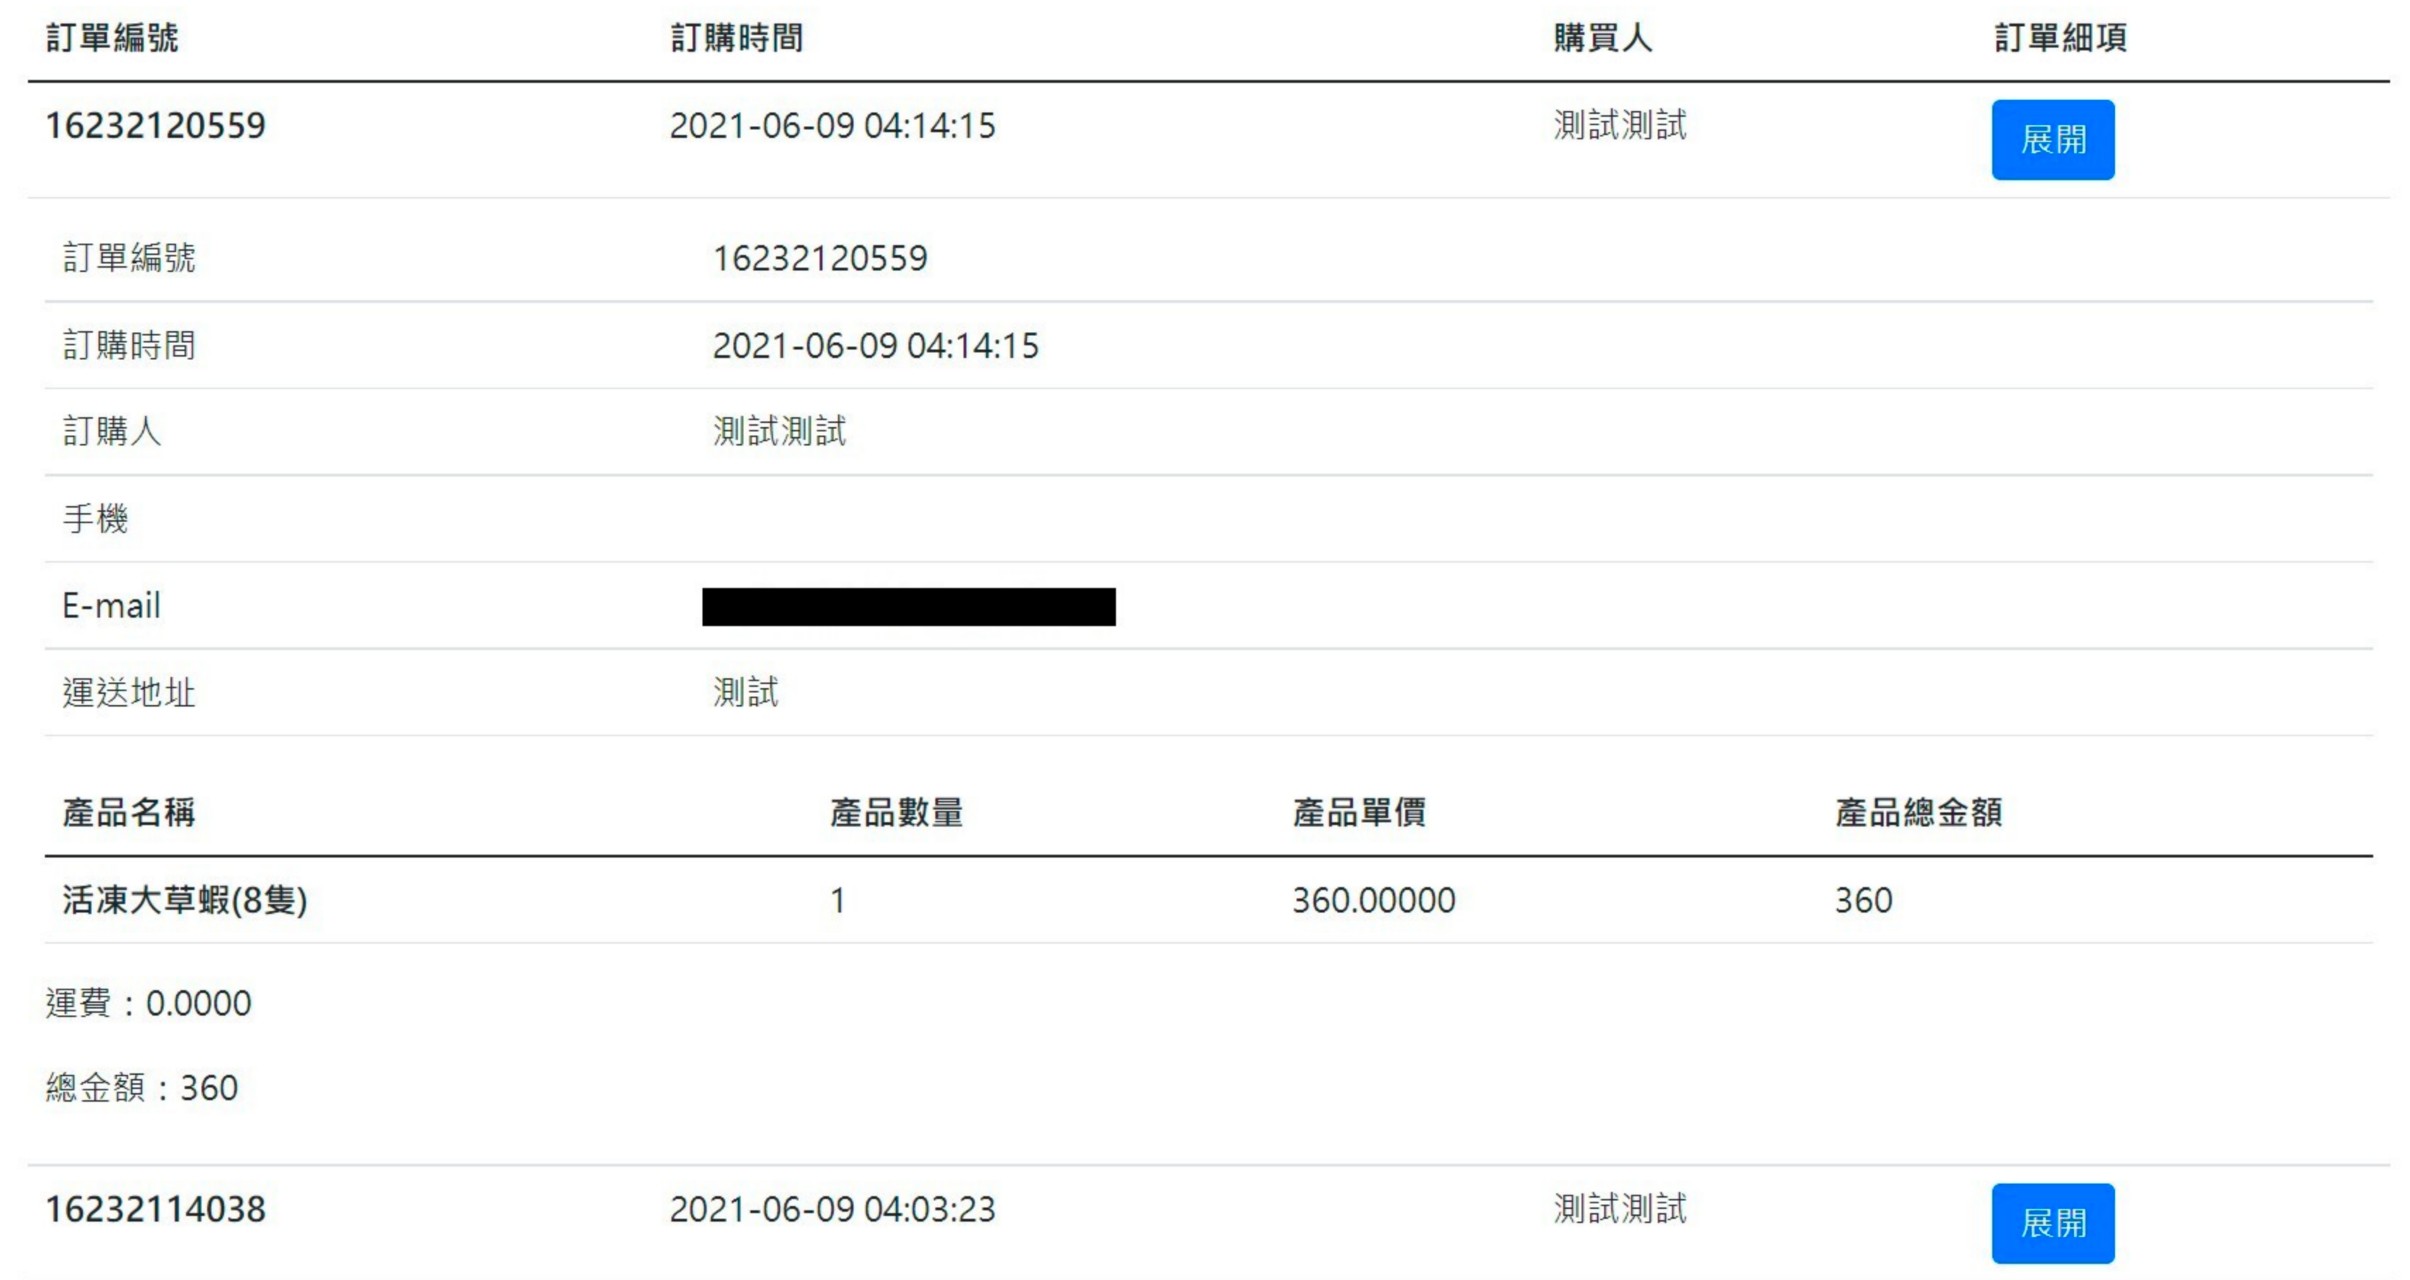 訂單編號 訂購時間 購買人 訂單細項
16232120559 2021-06-09 04:14:15 測試測試 展開
訂單編號 16232120559
訂購時間 2021-06-09 04:14:15
訂購人 測試測試
手機
E-mail
運送地址 測試
產品名稱 產品數量 產品單價 產品總金額
活凍大草蝦(8隻) 1 360.00000 360
運費：0.0000
總金額：360
16232114038 2021-06-09 04:03:23 測試測試 展開